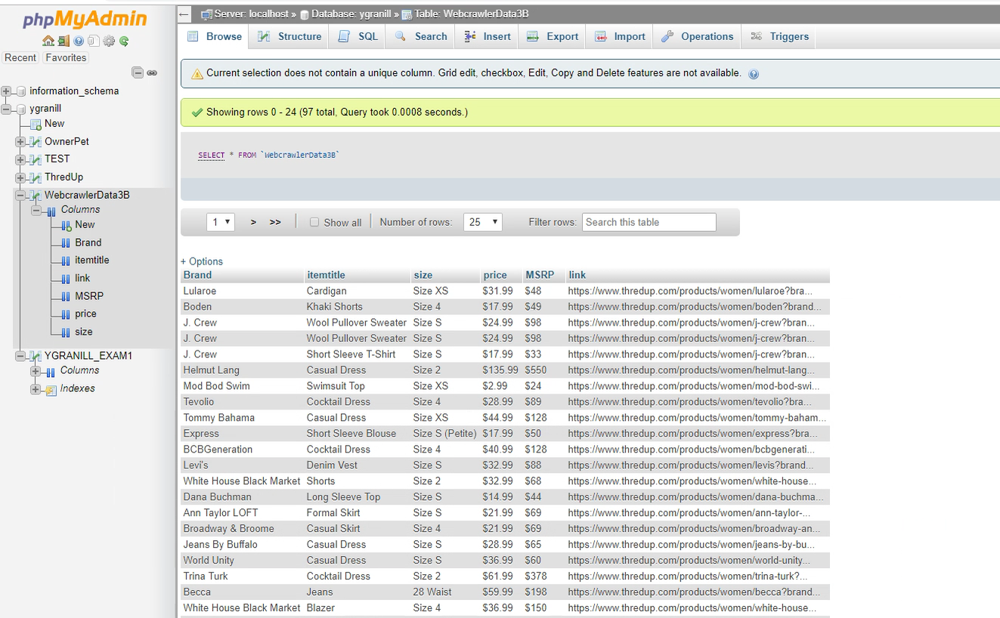 phpMyAdmin
Recent Favorites
information_schema
ygranill
New
OwnerPet
TEST
ThredUp
WebcrawlerData3B
Columns
New
Brand
itemtitle
link
MSRP
price
size
YGRANILL_EXAM1
Columns
Indexes
Server: localhost » Database: ygranill » Table: WebcrawlerData3B
Browse Structure SQL Search Insert Export Import Operations Triggers
Current selection does not contain a unique column. Grid edit, checkbox, Edit, Copy and Delete features are not available.
Showing rows 0 - 24 (97 total, Query took 0.0008 seconds.)
SELECT * FROM `WebcrawlerData3B`
1 > >> Show all Number of rows: 25 Filter rows: Search this table
+ Options
Brand itemtitle size price MSRP link
Lularoe Cardigan Size XS $31.99 $48 https://www.thredup.com/products/women/lularoe?bra...
Boden Khaki Shorts Size 4 $17.99 $49 https://www.thredup.com/products/women/boden?brand...
J. Crew Wool Pullover Sweater Size S $24.99 $98 https://www.thredup.com/products/women/j-crew?bran...
J. Crew Wool Pullover Sweater Size S $24.99 $98 https://www.thredup.com/products/women/j-crew?bran...
J. Crew Short Sleeve T-Shirt Size S $17.99 $33 https://www.thredup.com/products/women/j-crew?bran...
Helmut Lang Casual Dress Size 2 $135.99 $550 https://www.thredup.com/products/women/helmut-lang...
Mod Bod Swim Swimsuit Top Size XS $2.99 $24 https://www.thredup.com/products/women/mod-bod-swi...
Tevolio Cocktail Dress Size 4 $28.99 $89 https://www.thredup.com/products/women/tevolio?bra...
Tommy Bahama Casual Dress Size XS $44.99 $128 https://www.thredup.com/products/women/tommy-baham...
Express Short Sleeve Blouse Size S (Petite) $17.99 $50 https://www.thredup.com/products/women/express?bra...
BCBGeneration Cocktail Dress Size 4 $40.99 $128 https://www.thredup.com/products/women/bcbgenerati...
Levi's Denim Vest Size S $32.99 $88 https://www.thredup.com/products/women/levis?brand...
White House Black Market Shorts Size 2 $32.99 $68 https://www.thredup.com/products/women/white-house...
Dana Buchman Long Sleeve Top Size S $14.99 $44 https://www.thredup.com/products/women/dana-buchma...
Ann Taylor LOFT Formal Skirt Size S $21.99 $69 https://www.thredup.com/products/women/ann-taylor-...
Broadway & Broome Casual Skirt Size 4 $21.99 $69 https://www.thredup.com/products/women/broadway-an...
Jeans By Buffalo Casual Dress Size S $28.99 $65 https://www.thredup.com/products/women/jeans-by-bu...
World Unity Casual Dress Size S $36.99 $60 https://www.thredup.com/products/women/world-unity...
Trina Turk Cocktail Dress Size 2 $61.99 $378 https://www.thredup.com/products/women/trina-turk?...
Becca Jeans 28 Waist $59.99 $198 https://www.thredup.com/products/women/becca?brand...
White House Black Market Blazer Size 4 $36.99 $150 https://www.thredup.com/products/women/white-house...